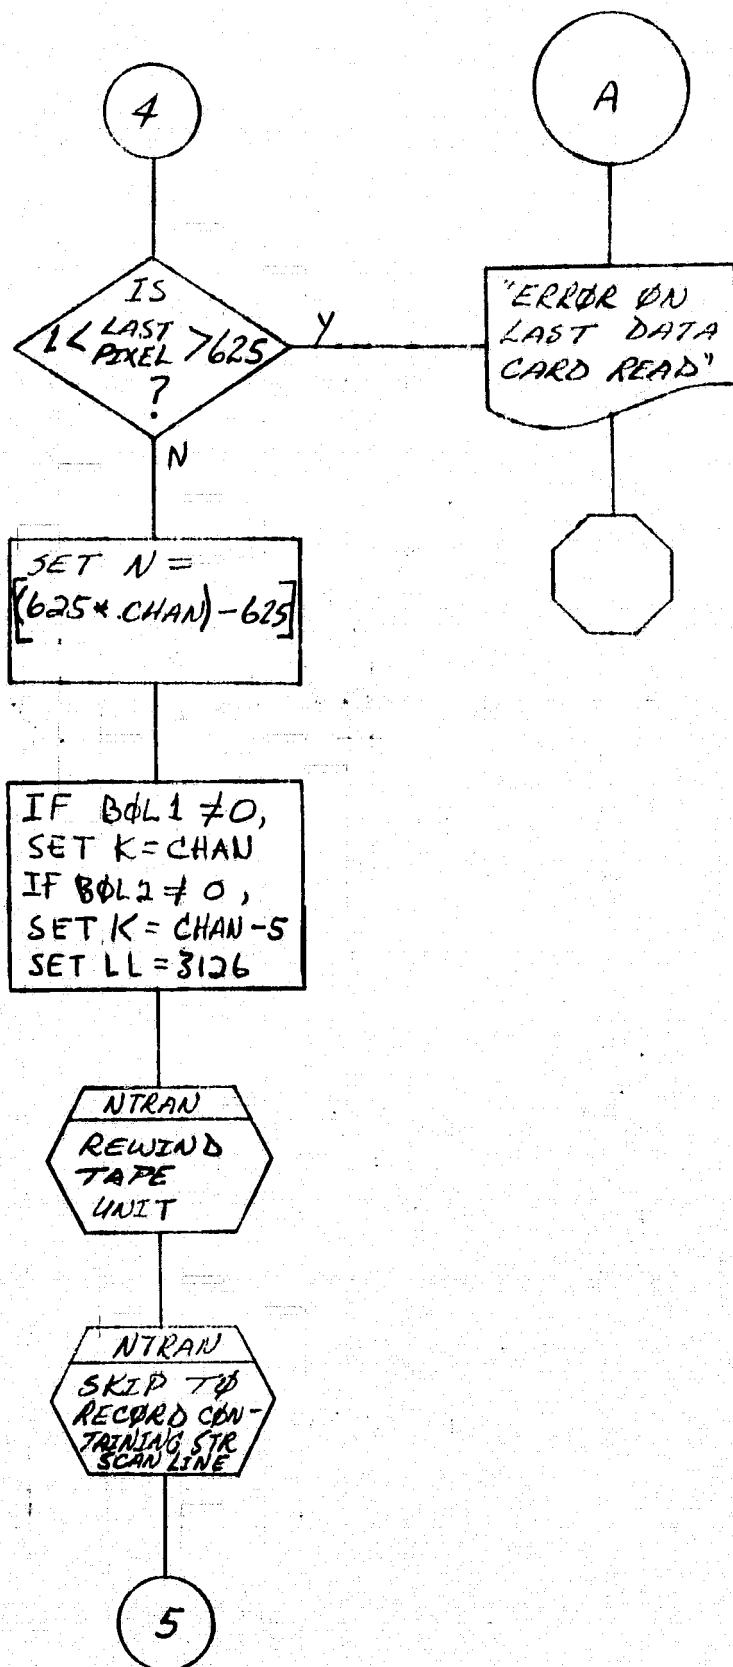 4
IS
1< LAST PIXEL >625
?
Y
N
SET N =
[(625*CHAN)-625]
IF BØL1 ≠0,
SET K=CHAN
IF BØL2 ≠ 0,
SET K = CHAN-5
SET LL = 3126
NTRAN
REWIND
TAPE
UNIT
NTRAN
SKIP TØ
RECØRD CØN-
TAINING STR
SCAN LINE
5
A
"ERRØR ØN
LAST DATA
CARD READ"